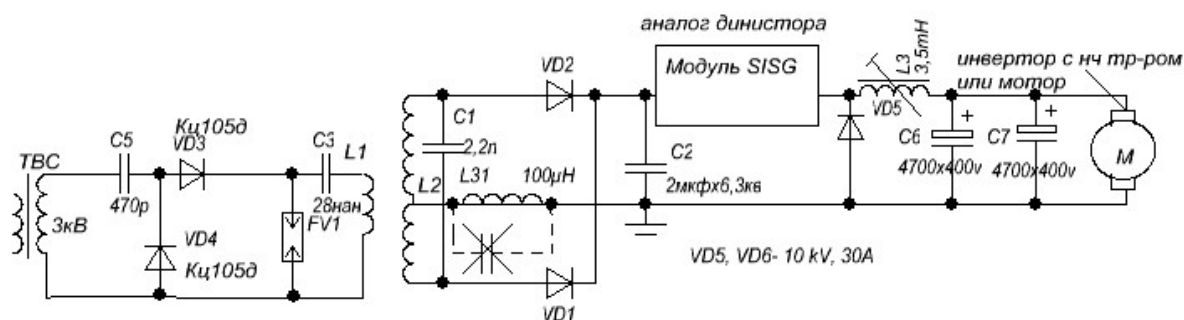 аналог динистора
Модуль SISG
L3
3,5mH
инвертор с нч тр-ром
или мотор
VD2
VD5
C1
2,2n
C2
2мкфх6,3кв
C6
+
4700x400v
C7
+
4700x400v
M
Кц105д
C5
VD3
C3
L1
ТВС
470p
28нан
FV1
3кВ
VD4
Кц105д
L2
L31
100µH
VD1
VD5, VD6- 10 kV, 30A